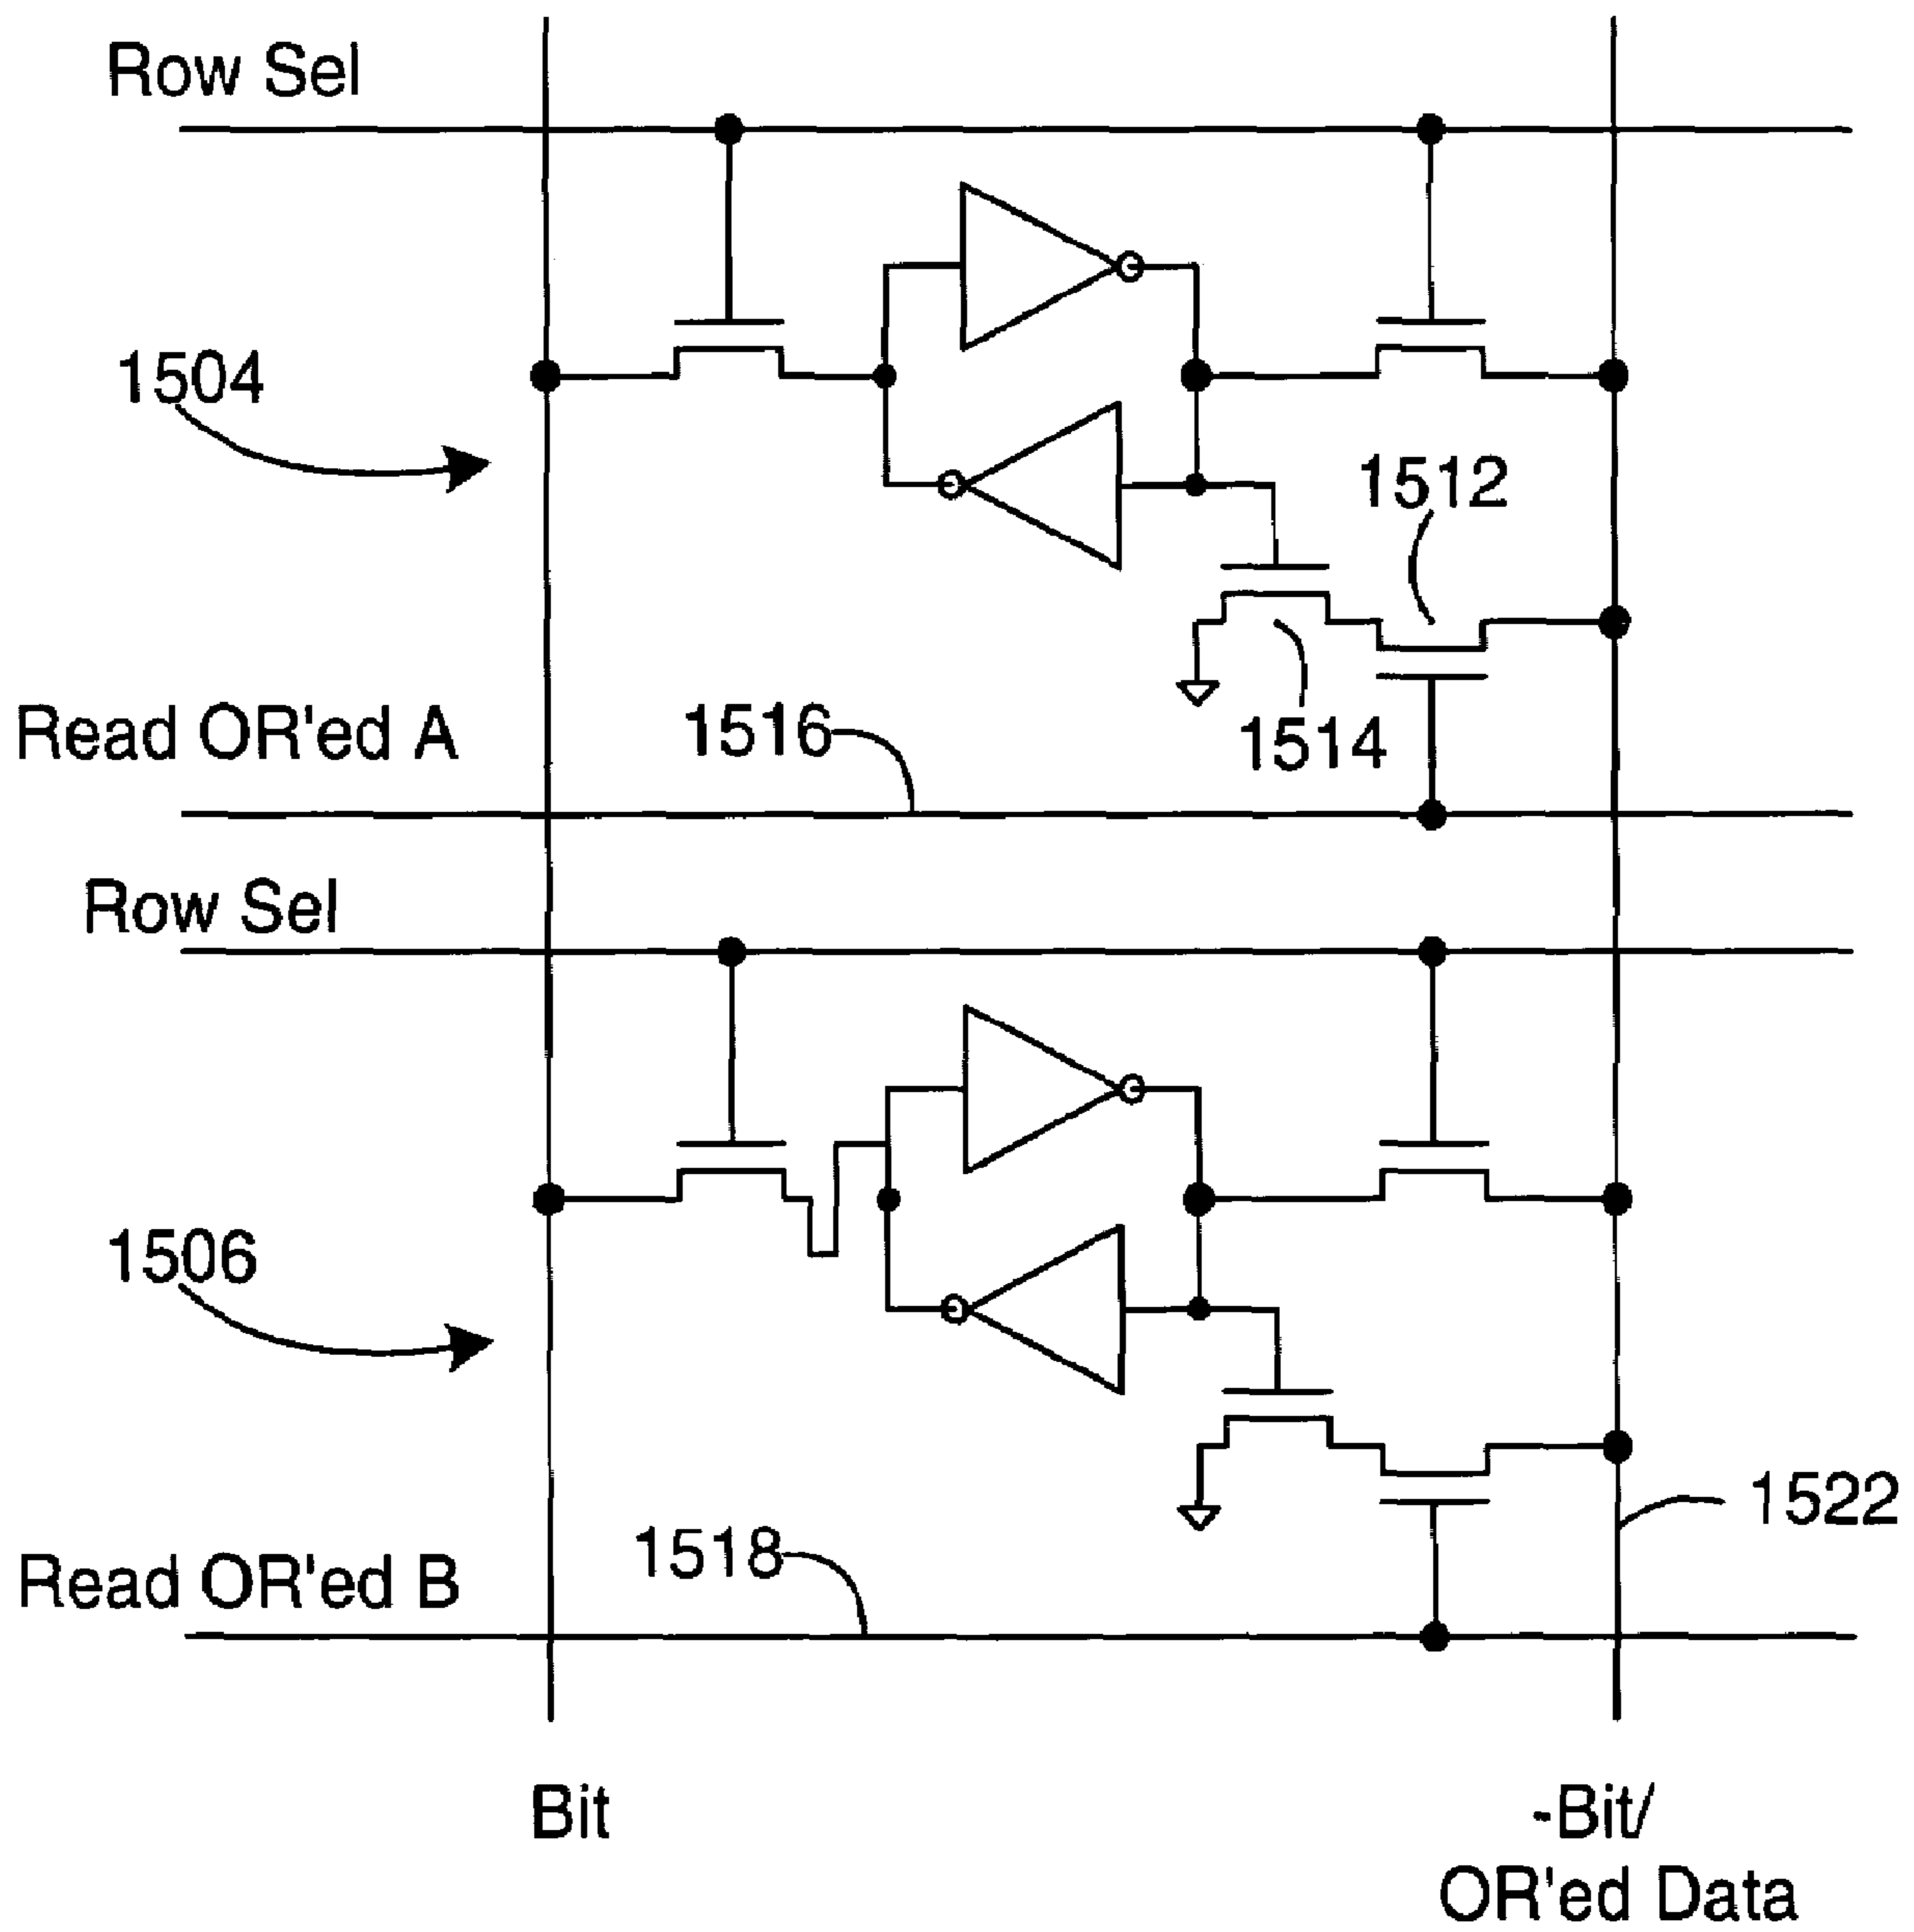 Row Sel
1504
1512
Read OR'ed A
1516
1514
Row Sel
1506
1522
1518
Read OR'ed B
Bit
-Bit/
OR'ed Data